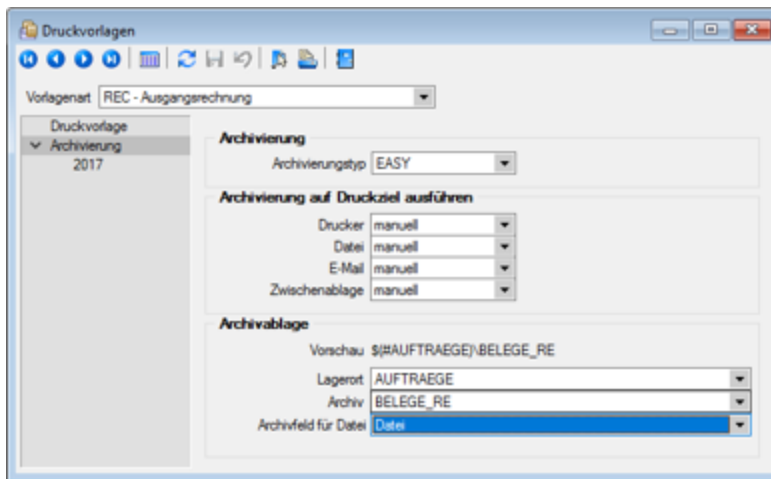 Druckvorlagen
Vorlagenart REC - Ausgangsrechnung
Druckvorlage
Archivierung
2017
Archivierung
Archivierungstyp EASY
Archivierung auf Druckziel ausführen
Drucker manuell
Datei manuell
E-Mail manuell
Zwischenablage manuell
Archivablage
Vorschau $(#AUFTRAEGE)\BELEGE_RE
Lagerort AUFTRAEGE
Archiv BELEGE_RE
Archivfeld für Datei Datei